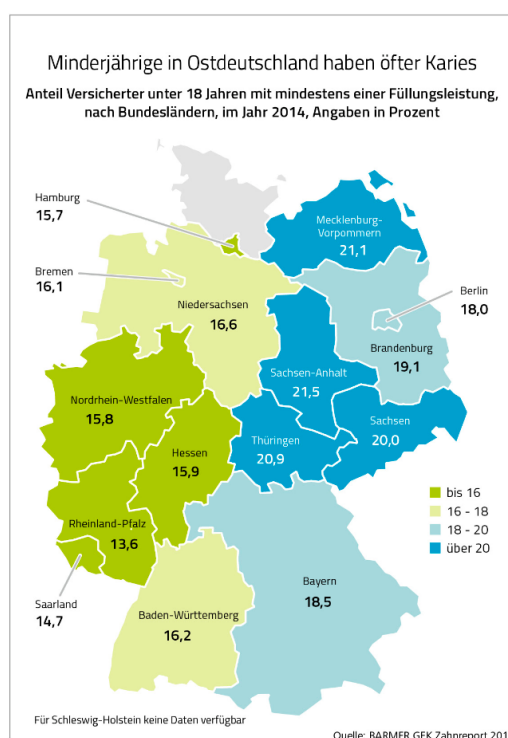 Minderjährige in Ostdeutschland haben öfter Karies
Anteil Versicherter unter 18 Jahren mit mindestens einer Füllungsleistung,
nach Bundesländern, im Jahr 2014, Angaben in Prozent
Hamburg
15,7
Mecklenburg-
Vorpommern
21,1
Bremen
16,1
Niedersachsen
16,6
Berlin
18,0
Brandenburg
19,1
Sachsen-Anhalt
21,5
Nordrhein-Westfalen
15,8
Sachsen
20,0
Hessen
15,9
Thüringen
20,9
bis 16
16 - 18
18 - 20
über 20
Rheinland-Pfalz
13,6
Saarland
14,7
Bayern
18,5
Baden-Württemberg
16,2
Für Schleswig-Holstein keine Daten verfügbar
Quelle: BARMER GEK Zahnreport